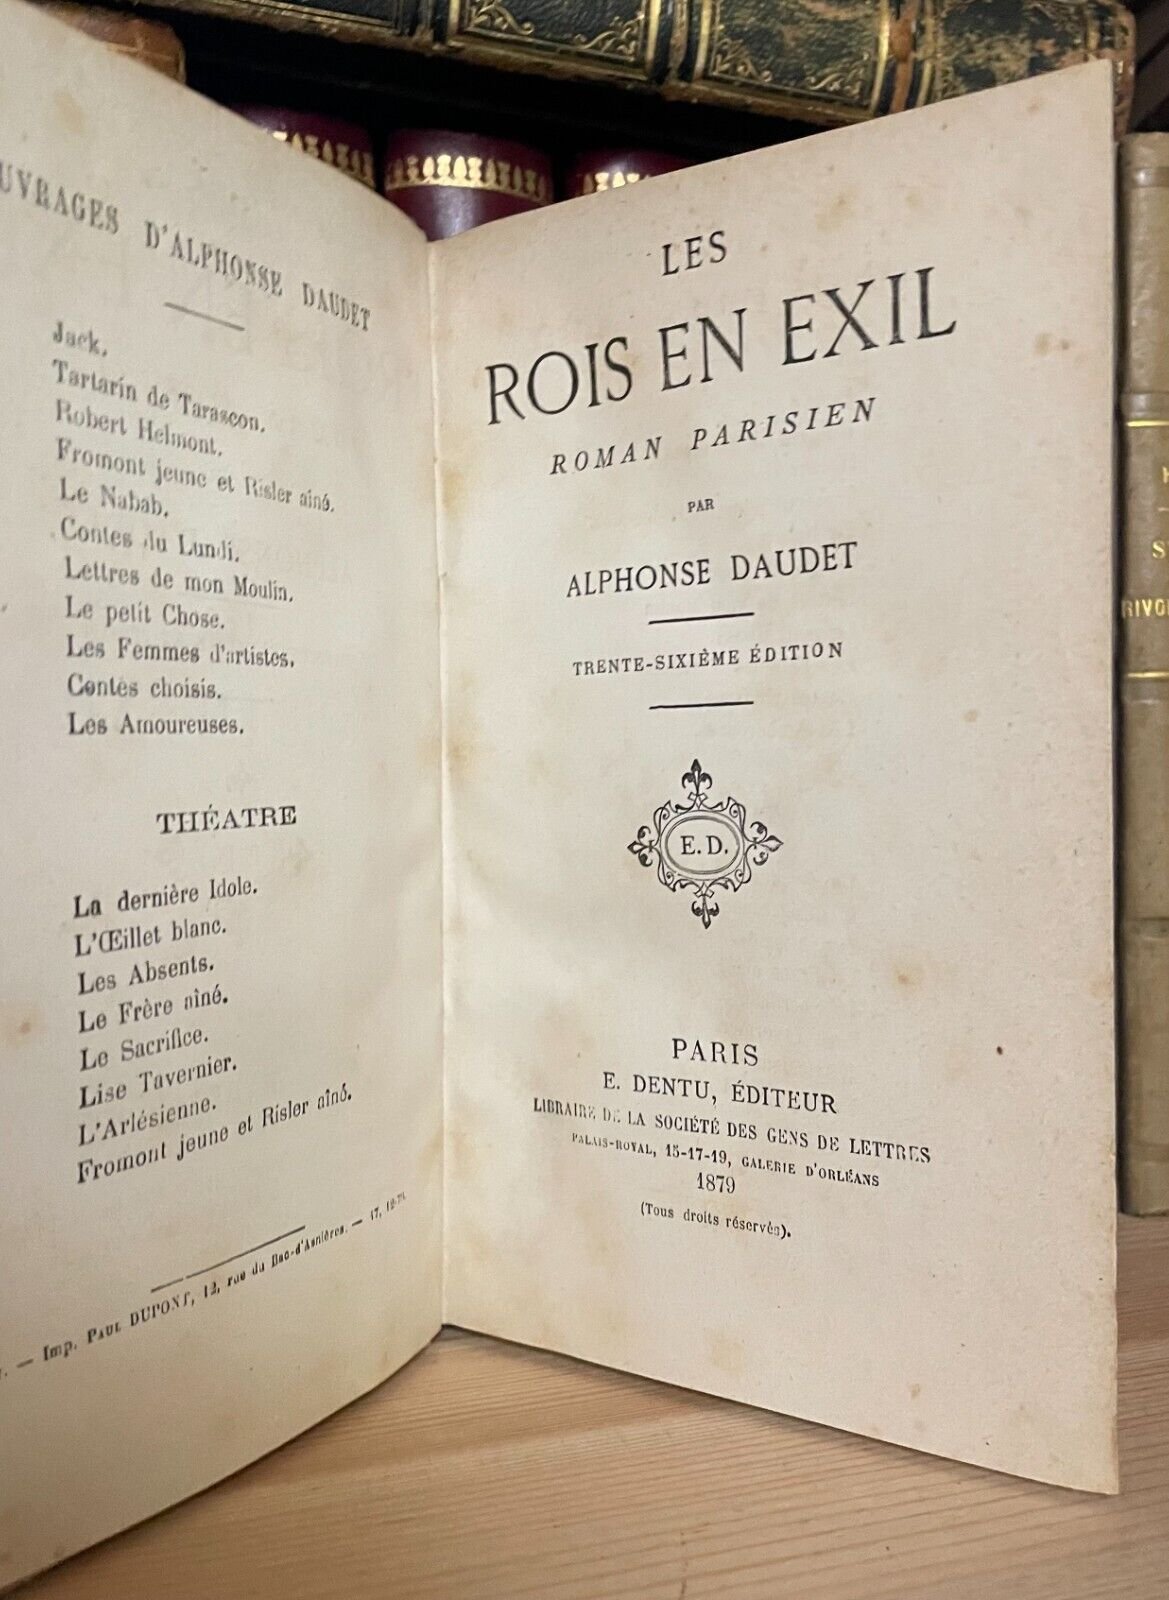 D'ALPHONSE DAUDET
Jack.
Tartarin de Tarascon.
Robert Helmont.
Fromont jeune et Risler aîné.
Le Nabab.
Contes du Lundi.
Lettres de mon Moulin.
Le petit Chose.
Les Femmes d'artistes.
Contes choisis.
Les Amoureuses.
THÉATRE
La dernière Idole.
L'Œillet blanc.
Les Absents.
Le Frère aîné.
Le Sacrifice.
Lise Tavernier.
L'Arlésienne.
Fromont jeune et Risler aîné.
— Imp. PAUL DUPONT, 12, rue du Bac-d'Asnières. —
LES
ROIS EN EXIL
ROMAN PARISIEN
PAR
ALPHONSE DAUDET
TRENTE-SIXIÈME ÉDITION
E. D.
PARIS
E. DENTU, ÉDITEUR
LIBRAIRE DE LA SOCIÉTÉ DES GENS DE LETTRES
PALAIS-ROYAL, 15-17-19, GALERIE D'ORLÉANS
1879
(Tous droits réservés).